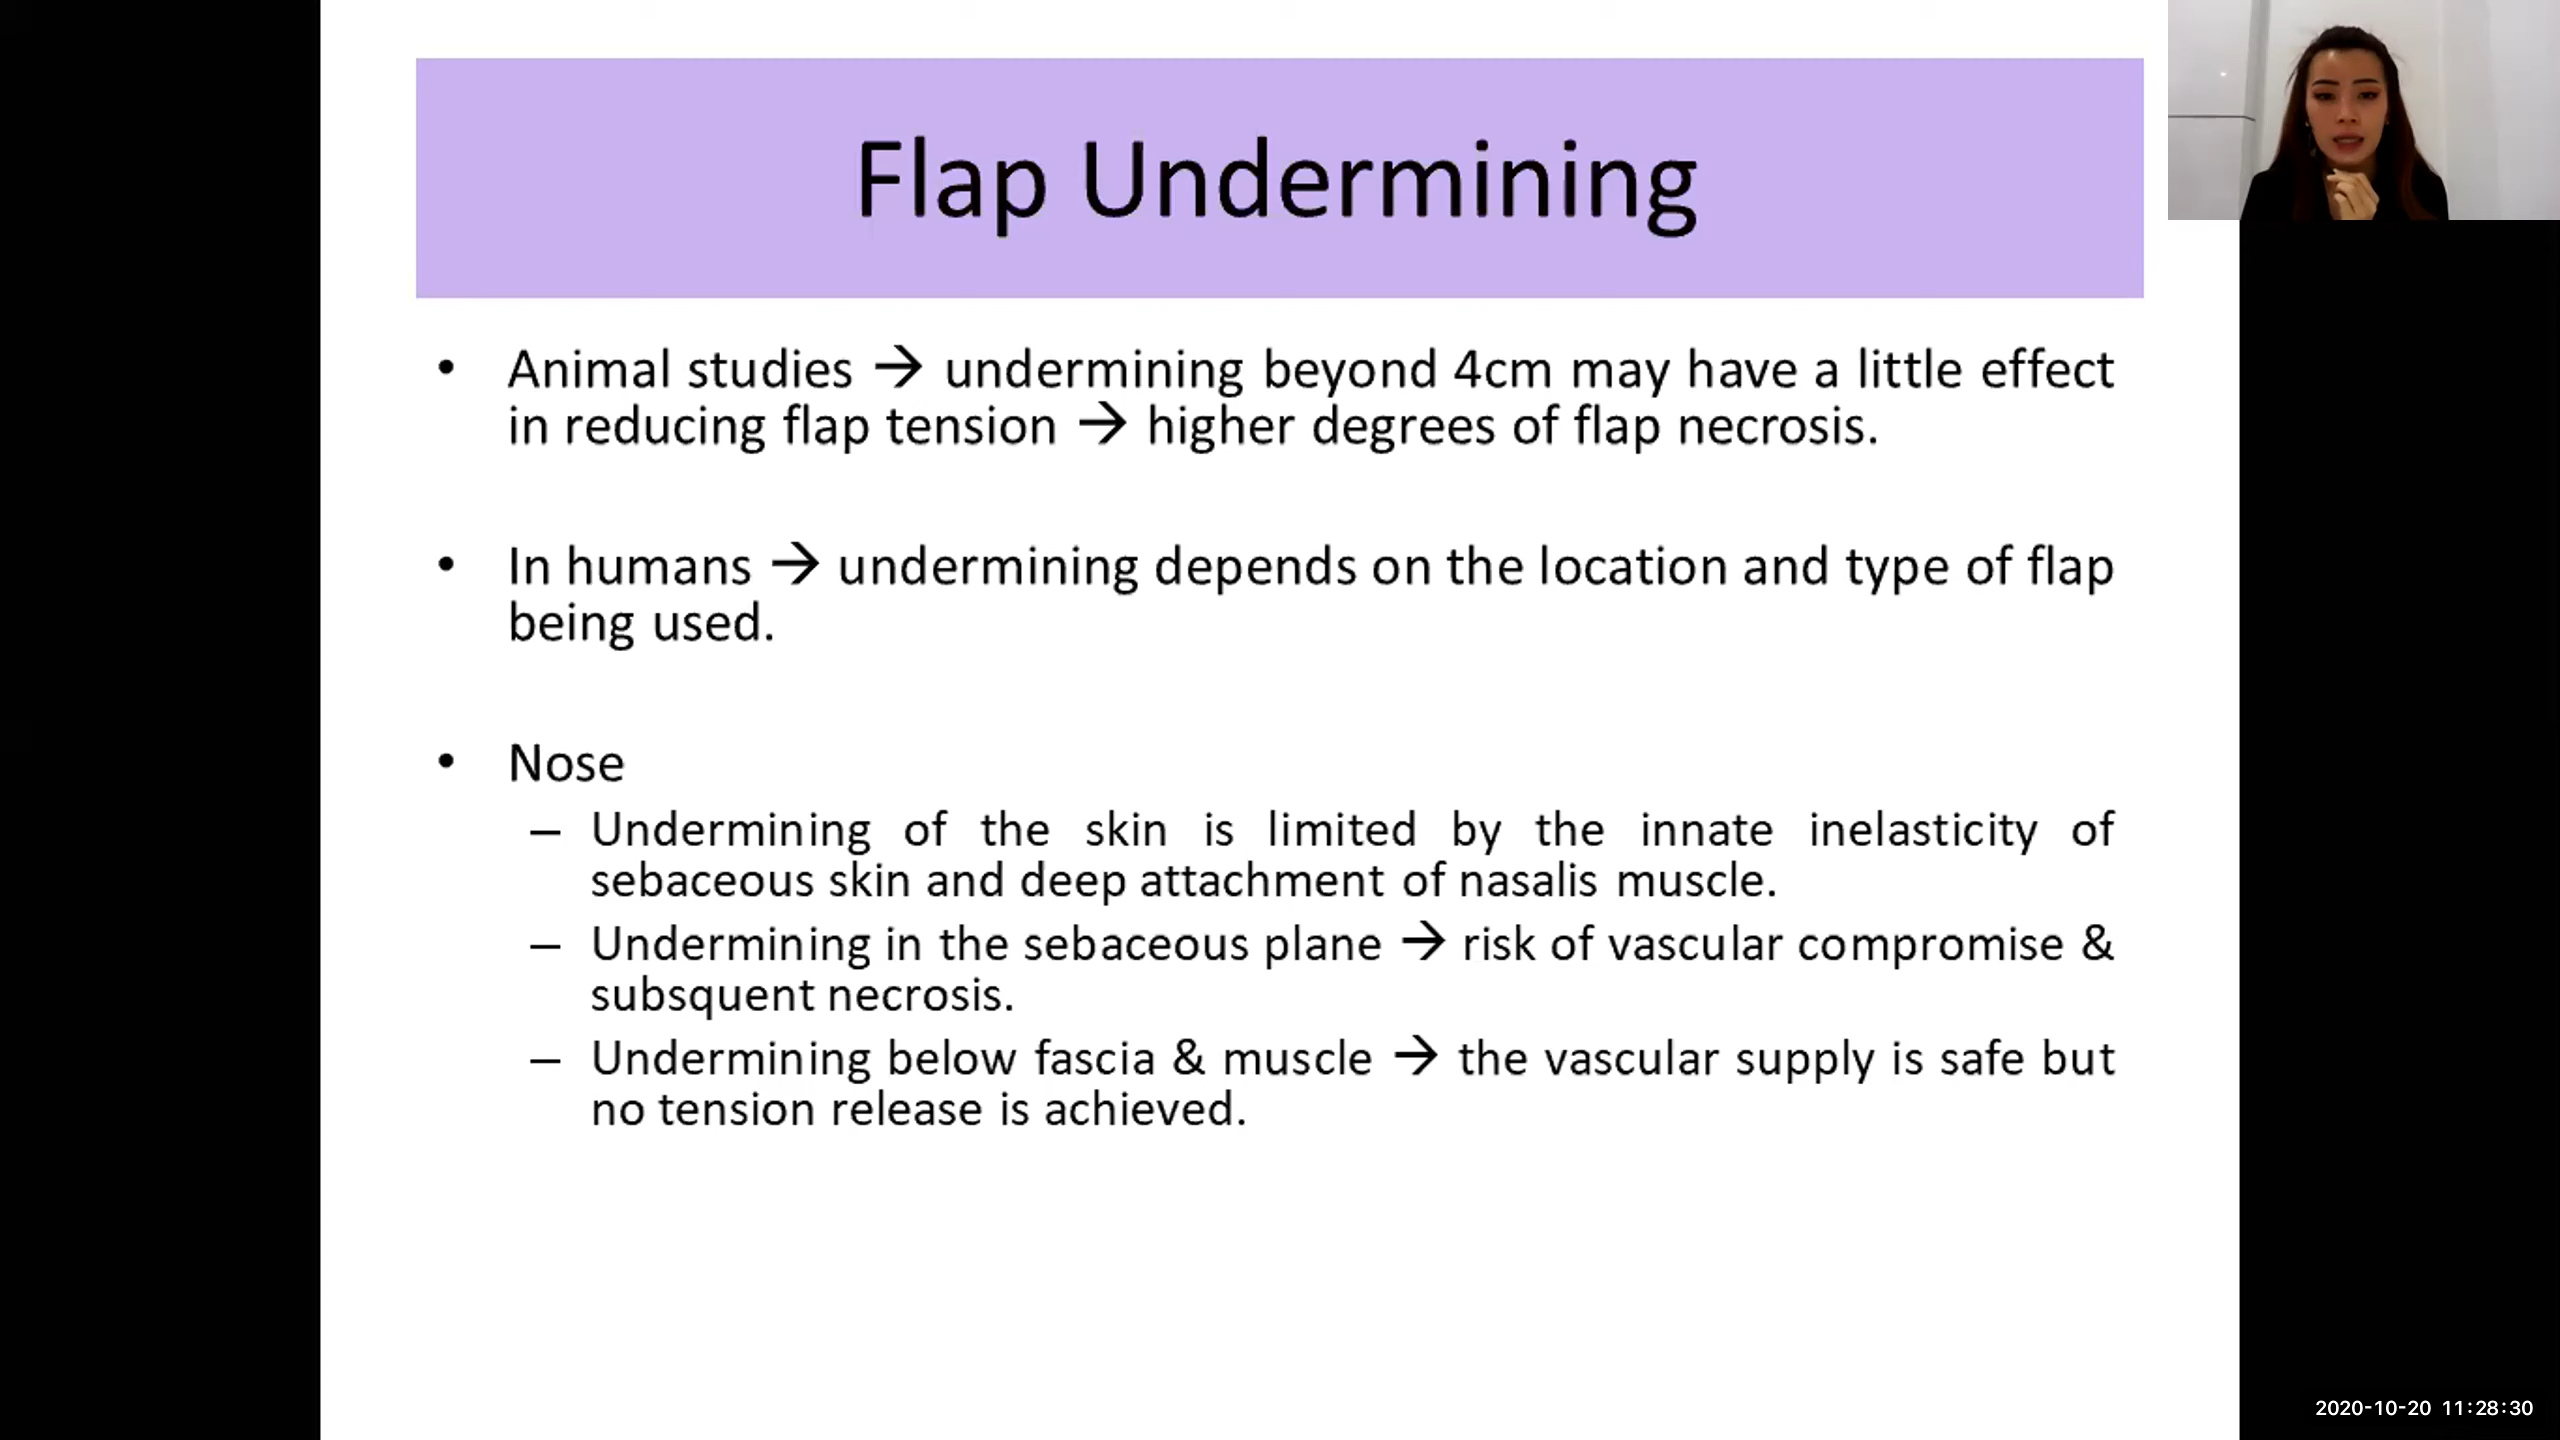 Flap Undermining
• Animal studies → undermining beyond 4cm may have a little effect
in reducing flap tension → higher degrees of flap necrosis.
• In humans → undermining depends on the location and type of flap
being used.
• Nose
– Undermining of the skin is limited by the innate inelasticity of
sebaceous skin and deep attachment of nasalis muscle.
– Undermining in the sebaceous plane → risk of vascular compromise &
subsquent necrosis.
– Undermining below fascia & muscle → the vascular supply is safe but
no tension release is achieved.
2020-10-20 11:28:30